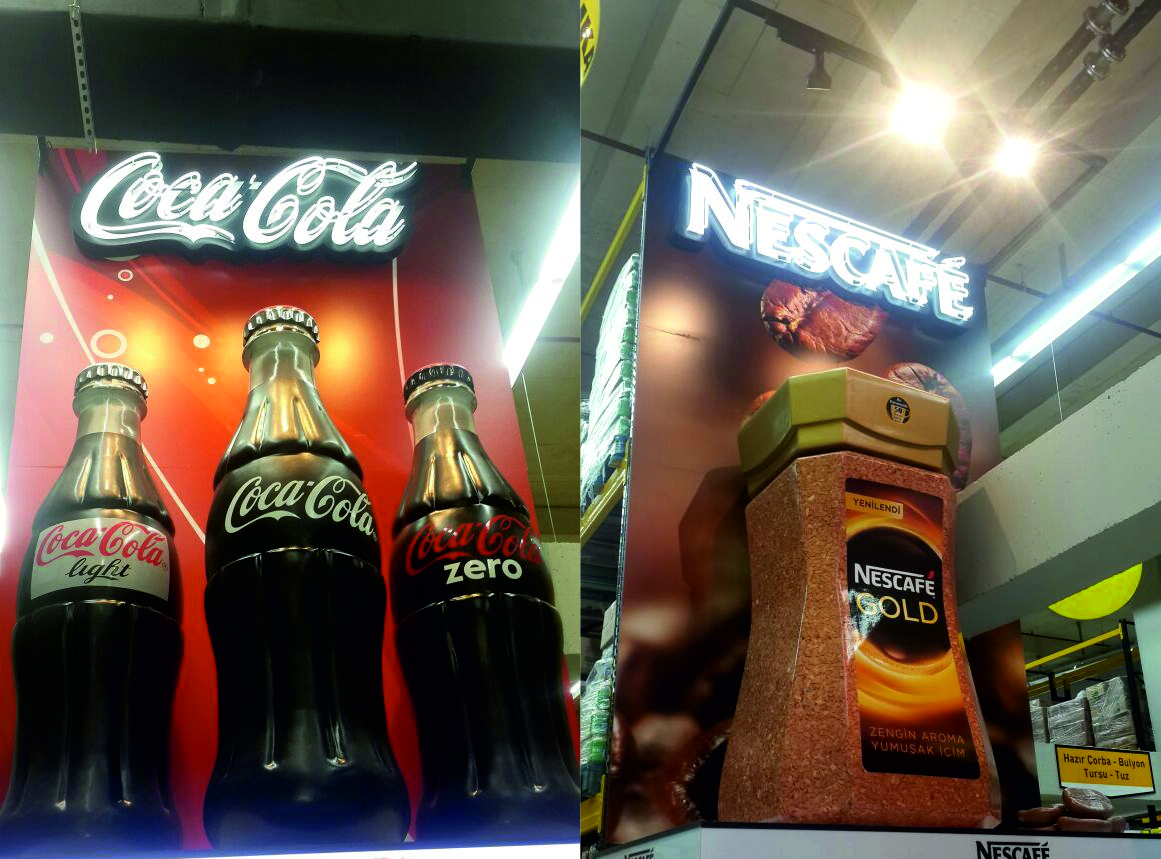 Coca-Cola
Coca-Cola
light
Coca-Cola
Coca-Cola
zero
NESCAFÉ
YENİLENDİ
NESCAFÉ
GOLD
ZENGİN AROMA
YUMUŞAK İÇİM
Hazır Çorba - Bulyon
Turşu - Tuz
NESCAFÉ